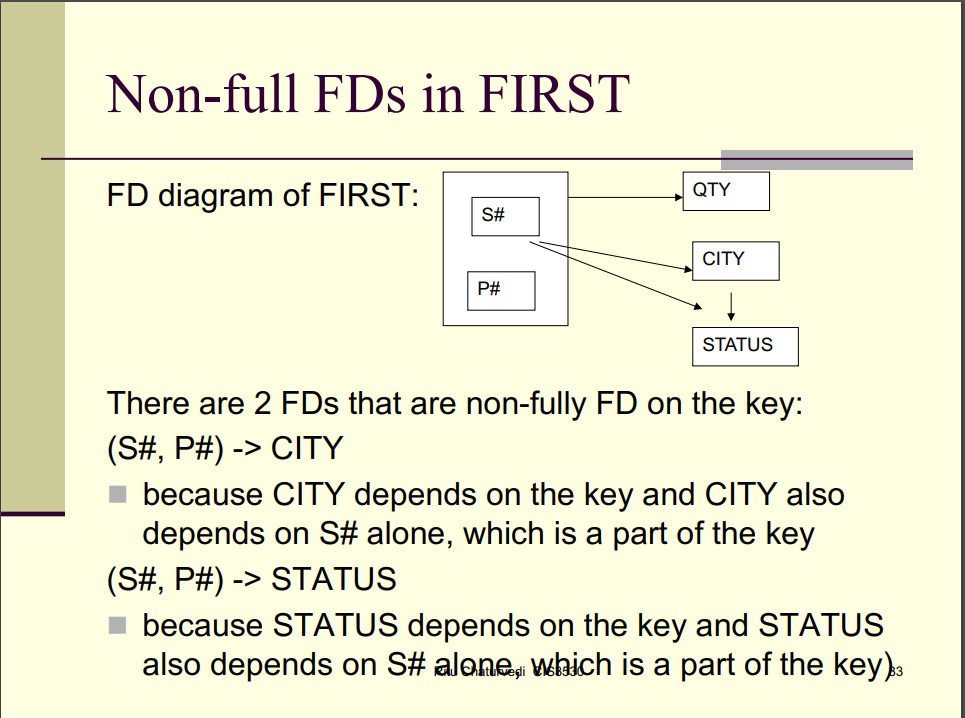 Non-full FDs in FIRST
FD diagram of FIRST:
QTY
S#
CITY
P#
STATUS
There are 2 FDs that are non-fully FD on the key:
(S#, P#) -> CITY
because CITY depends on the key and CITY also
depends on S# alone, which is a part of the key
(S#, P#) -> STATUS
because STATUS depends on the key and STATUS
also depends on S# alone, which is a part of the key)
Ritu Chaturvedi CIS3530
33